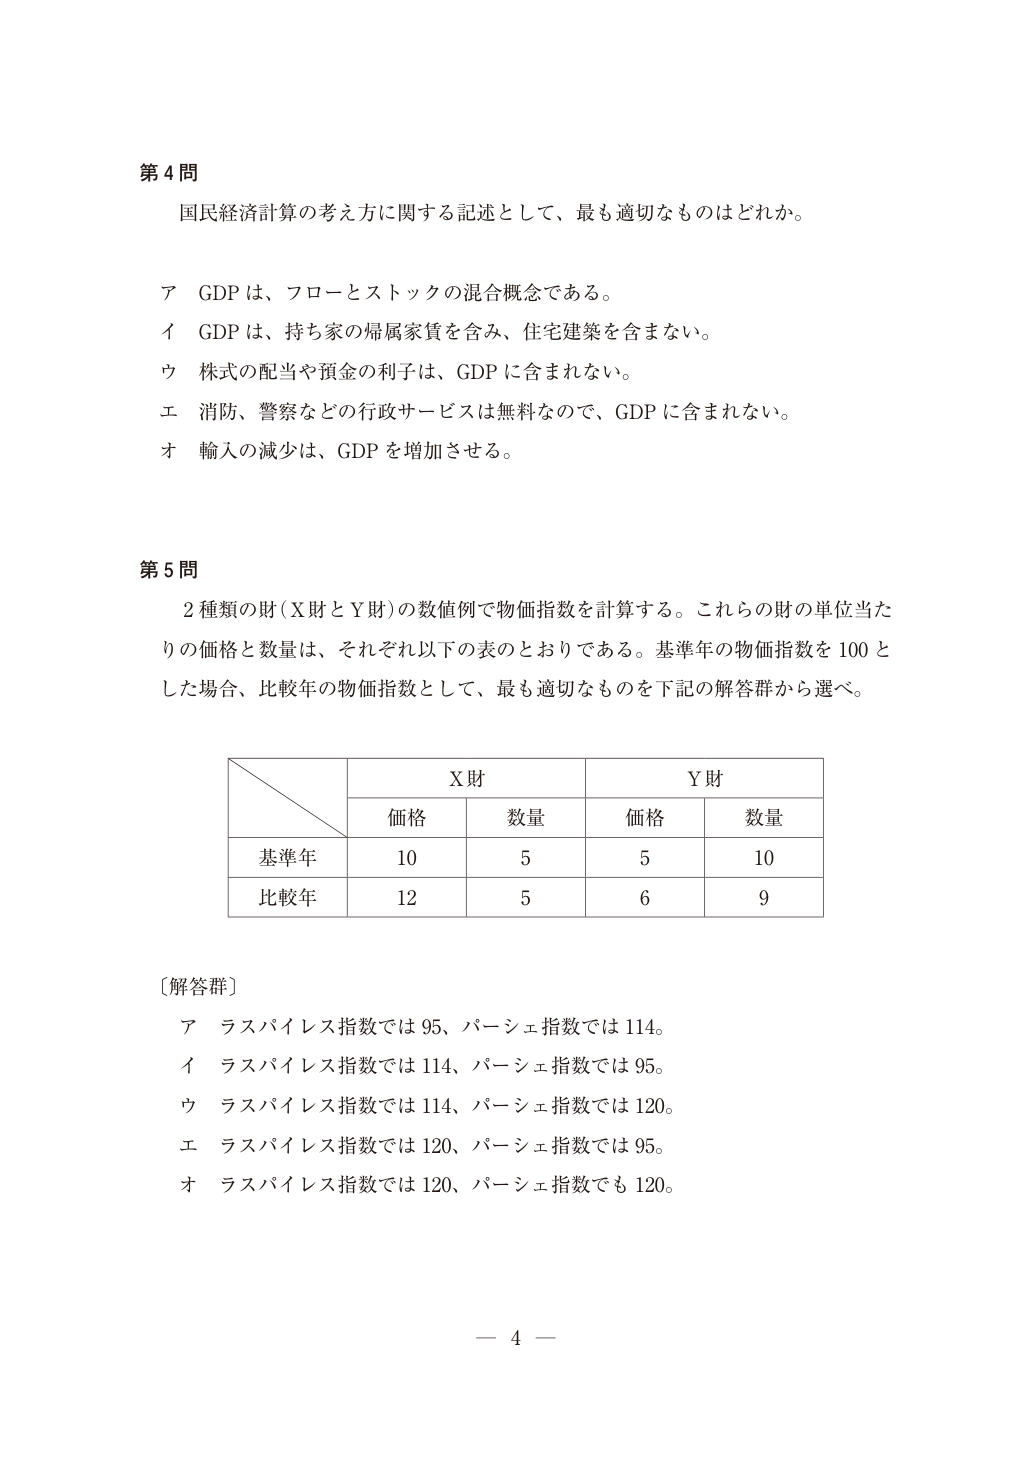 第4問
国民経済計算の考え方に関する記述として、最も適切なものはどれか。
ア　GDP は、フローとストックの混合概念である。
イ　GDP は、持ち家の帰属家賃を含み、住宅建築を含まない。
ウ　株式の配当や預金の利子は、GDP に含まれない。
エ　消防、警察などの行政サービスは無料なので、GDP に含まれない。
オ　輸入の減少は、GDP を増加させる。
第5問
2種類の財(X財とY財)の数値例で物価指数を計算する。これらの財の単位当た
りの価格と数量は、それぞれ以下の表のとおりである。基準年の物価指数を 100 と
した場合、比較年の物価指数として、最も適切なものを下記の解答群から選べ。
X財　Y財
価格　数量　価格　数量
基準年　10　5　5　10
比較年　12　5　6　9
〔解答群〕
ア　ラスパイレス指数では 95、パーシェ指数では 114。
イ　ラスパイレス指数では 114、パーシェ指数では 95。
ウ　ラスパイレス指数では 114、パーシェ指数では 120。
エ　ラスパイレス指数では 120、パーシェ指数では 95。
オ　ラスパイレス指数では 120、パーシェ指数でも 120。
― 4 ―